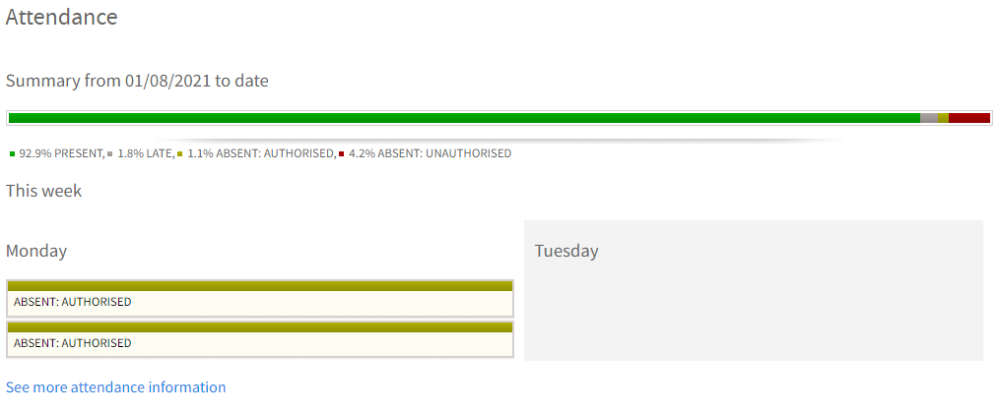 Attendance
Summary from 01/08/2021 to date
92.9% PRESENT, 1.8% LATE, 1.1% ABSENT: AUTHORISED, 4.2% ABSENT: UNAUTHORISED
This week
Monday
ABSENT: AUTHORISED
ABSENT: AUTHORISED
Tuesday
See more attendance information